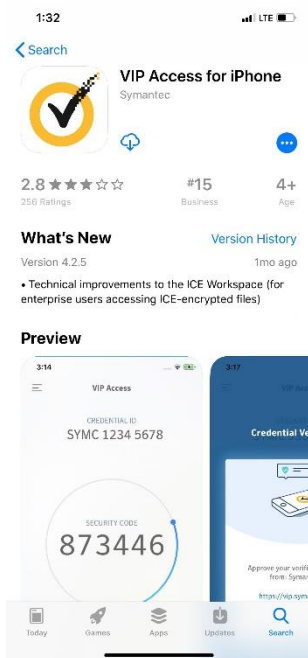 1:32
LTE
Search
VIP Access for iPhone
Symantec
2.8
#15
4+
256 Ratings
Business
Age
What's New
Version History
Version 4.2.5
1mo ago
• Technical improvements to the ICE Workspace (for
enterprise users accessing ICE-encrypted files)
Preview
3:14
VIP Access
CREDENTIAL ID
SYMC 1234 5678
SECURITY CODE
873446
3:17
VIP Acc
Credential Ve
Approve your verifi
from: Syma
https://vip.sym
Today
Games
Apps
Updates
Search